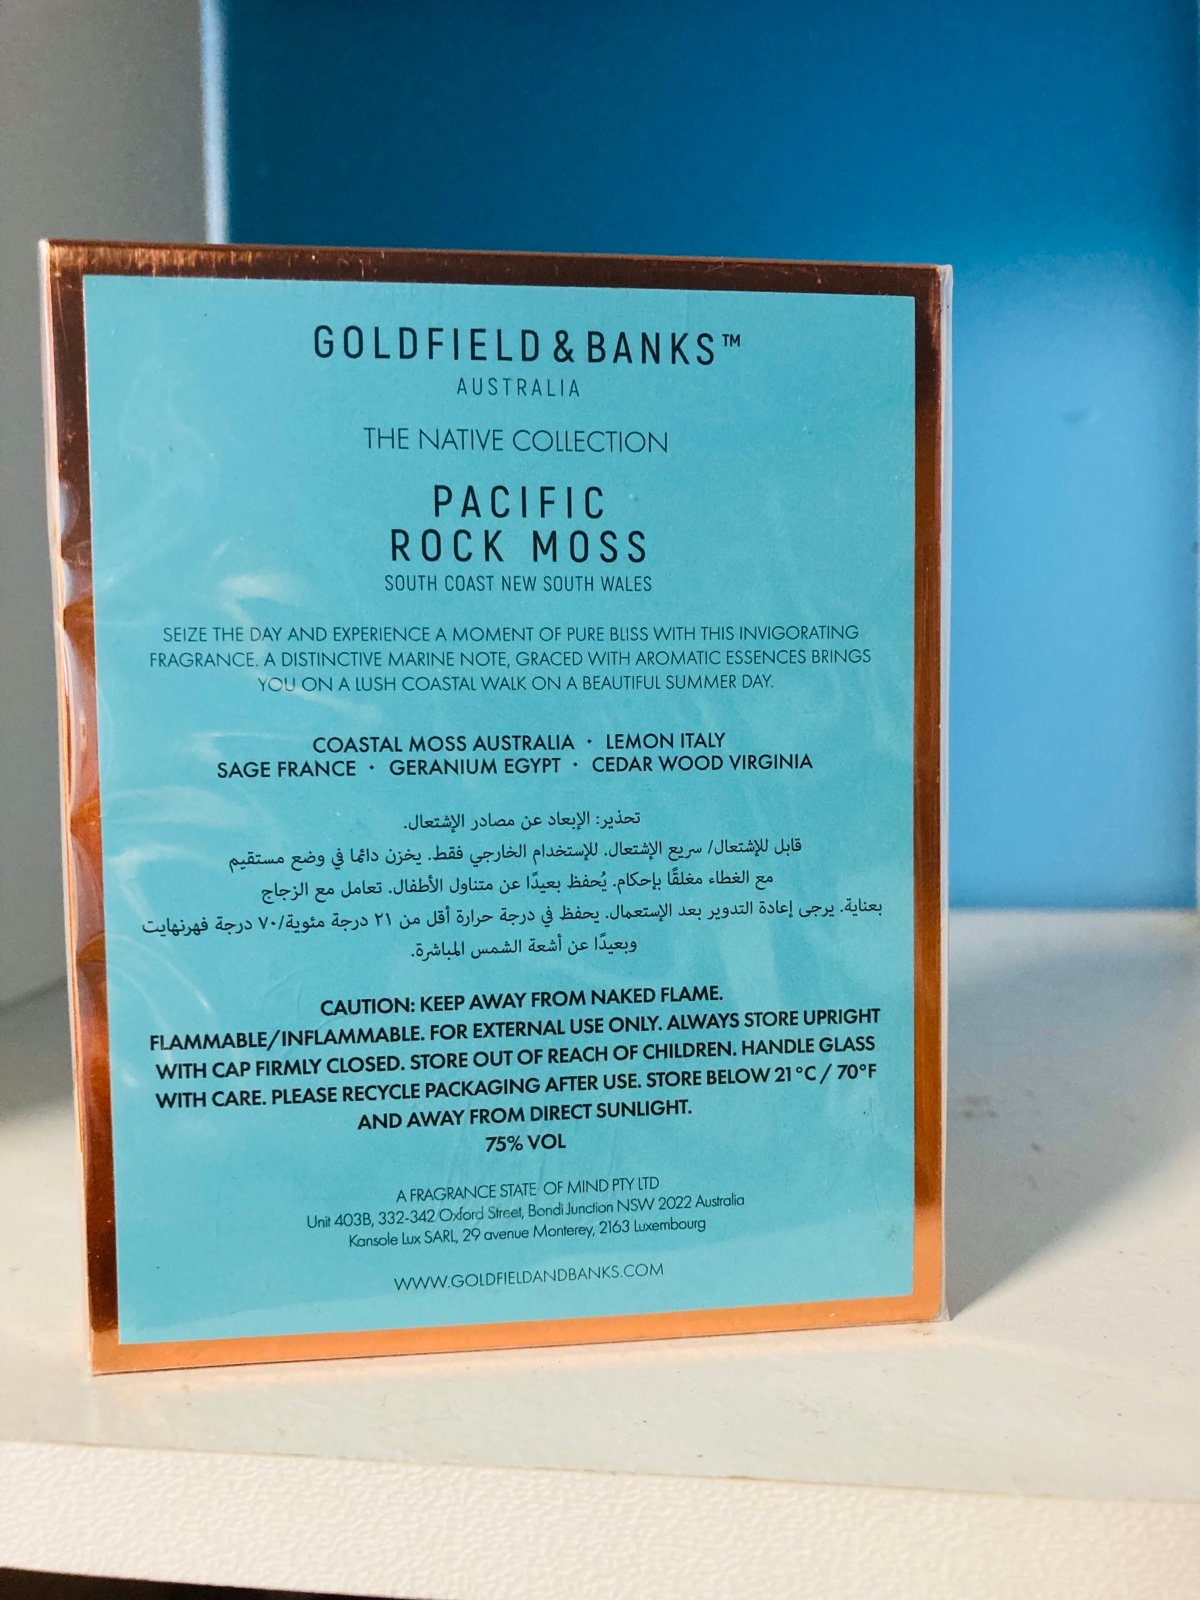 GOLDFIELD & BANKS™
AUSTRALIA
THE NATIVE COLLECTION
PACIFIC
ROCK MOSS
SOUTH COAST NEW SOUTH WALES
SEIZE THE DAY AND EXPERIENCE A MOMENT OF PURE BLISS WITH THIS INVIGORATING
FRAGRANCE. A DISTINCTIVE MARINE NOTE, GRACED WITH AROMATIC ESSENCES BRINGS
YOU ON A LUSH COASTAL WALK ON A BEAUTIFUL SUMMER DAY.
COASTAL MOSS AUSTRALIA · LEMON ITALY
SAGE FRANCE · GERANIUM EGYPT · CEDAR WOOD VIRGINIA
تحذير: الإبعاد عن مصادر الإشتعال.
قابل للإشتعال/ سريع الإشتعال. للإستخدام الخارجي فقط. يخزن دائمًا في وضع مستقيم
مع الغطاء مغلقًا بإحكام. يُحفظ بعيدًا عن متناول الأطفال. تعامل مع الزجاج
بعناية. يرجى إعادة التدوير بعد الإستعمال. يحفظ في درجة حرارة أقل من ٢١ درجة مئوية/٧٠ درجة فهرنهايت
وبعيدًا عن أشعة الشمس المباشرة.
CAUTION: KEEP AWAY FROM NAKED FLAME.
FLAMMABLE/INFLAMMABLE. FOR EXTERNAL USE ONLY. ALWAYS STORE UPRIGHT
WITH CAP FIRMLY CLOSED. STORE OUT OF REACH OF CHILDREN. HANDLE GLASS
WITH CARE. PLEASE RECYCLE PACKAGING AFTER USE. STORE BELOW 21°C / 70°F
AND AWAY FROM DIRECT SUNLIGHT.
75% VOL
A FRAGRANCE STATE OF MIND PTY LTD
Unit 403B, 332-342 Oxford Street, Bondi Junction NSW 2022 Australia
Kansole Lux SARL, 29 avenue Monterey, 2163 Luxembourg
WWW.GOLDFIELDANDBANKS.COM